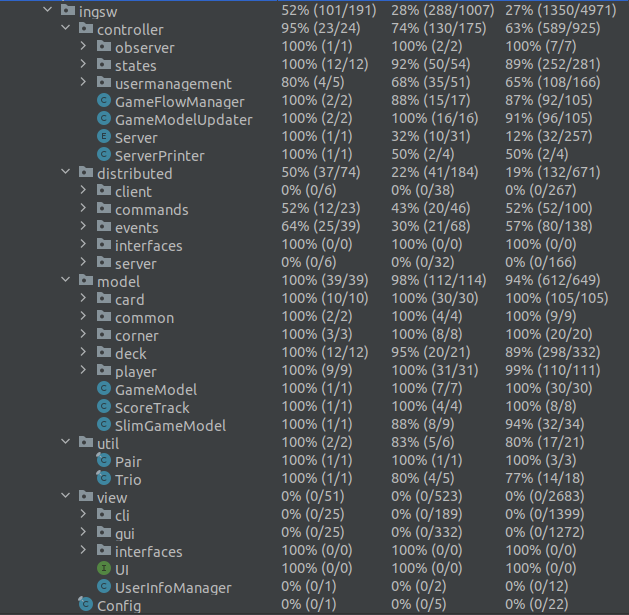 ingsw 52% (101/191) 28% (288/1007) 27% (1350/4971)
controller 95% (23/24) 74% (130/175) 63% (589/925)
observer 100% (1/1) 100% (2/2) 100% (7/7)
states 100% (12/12) 92% (50/54) 89% (252/281)
usermanagement 80% (4/5) 68% (35/51) 65% (108/166)
GameFlowManager 100% (2/2) 88% (15/17) 87% (92/105)
GameModelUpdater 100% (2/2) 100% (16/16) 91% (96/105)
Server 100% (1/1) 32% (10/31) 12% (32/257)
ServerPrinter 100% (1/1) 50% (2/4) 50% (2/4)
distributed 50% (37/74) 22% (41/184) 19% (132/671)
client 0% (0/6) 0% (0/38) 0% (0/267)
commands 52% (12/23) 43% (20/46) 52% (52/100)
events 64% (25/39) 30% (21/68) 57% (80/138)
interfaces 100% (0/0) 100% (0/0) 100% (0/0)
server 0% (0/6) 0% (0/32) 0% (0/166)
model 100% (39/39) 98% (112/114) 94% (612/649)
card 100% (10/10) 100% (30/30) 100% (105/105)
common 100% (2/2) 100% (4/4) 100% (9/9)
corner 100% (3/3) 100% (8/8) 100% (20/20)
deck 100% (12/12) 95% (20/21) 89% (298/332)
player 100% (9/9) 100% (31/31) 99% (110/111)
GameModel 100% (1/1) 100% (7/7) 100% (30/30)
ScoreTrack 100% (1/1) 100% (4/4) 100% (8/8)
SlimGameModel 100% (1/1) 88% (8/9) 94% (32/34)
util 100% (2/2) 83% (5/6) 80% (17/21)
Pair 100% (1/1) 100% (1/1) 100% (3/3)
Trio 100% (1/1) 80% (4/5) 77% (14/18)
view 0% (0/51) 0% (0/523) 0% (0/2683)
cli 0% (0/25) 0% (0/189) 0% (0/1399)
gui 0% (0/25) 0% (0/332) 0% (0/1272)
interfaces 100% (0/0) 100% (0/0) 100% (0/0)
UI 100% (0/0) 100% (0/0) 100% (0/0)
UserInfoManager 0% (0/1) 0% (0/2) 0% (0/12)
Config 0% (0/1) 0% (0/5) 0% (0/22)